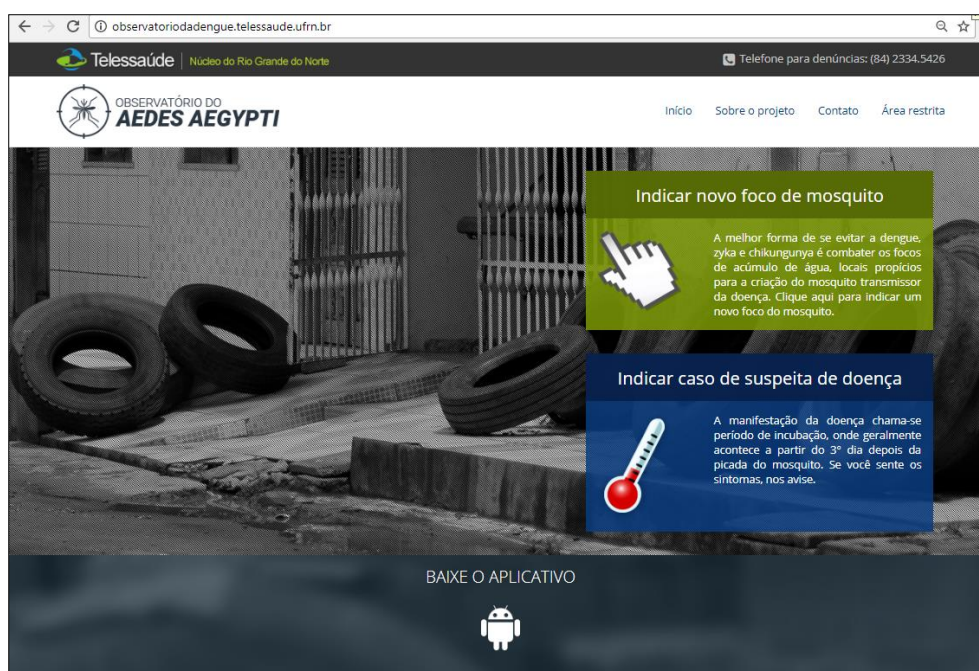 observatoriodadengue.telessaude.ufrn.br
Telessaúde | Núcleo do Rio Grande do Norte
Telefone para denúncias: (84) 2334.5426
OBSERVATÓRIO DO
AEDES AEGYPTI
Início Sobre o projeto Contato Área restrita
Indicar novo foco de mosquito
A melhor forma de se evitar a dengue,
zyka e chikungunya é combater os focos
de acúmulo de água, locais propícios
para a criação do mosquito transmissor
da doença. Clique aqui para indicar um
novo foco do mosquito.
Indicar caso de suspeita de doença
A manifestação da doença chama-se
período de incubação, onde geralmente
acontece a partir do 3º dia depois da
picada do mosquito. Se você sente os
sintomas, nos avise.
BAIXE O APLICATIVO